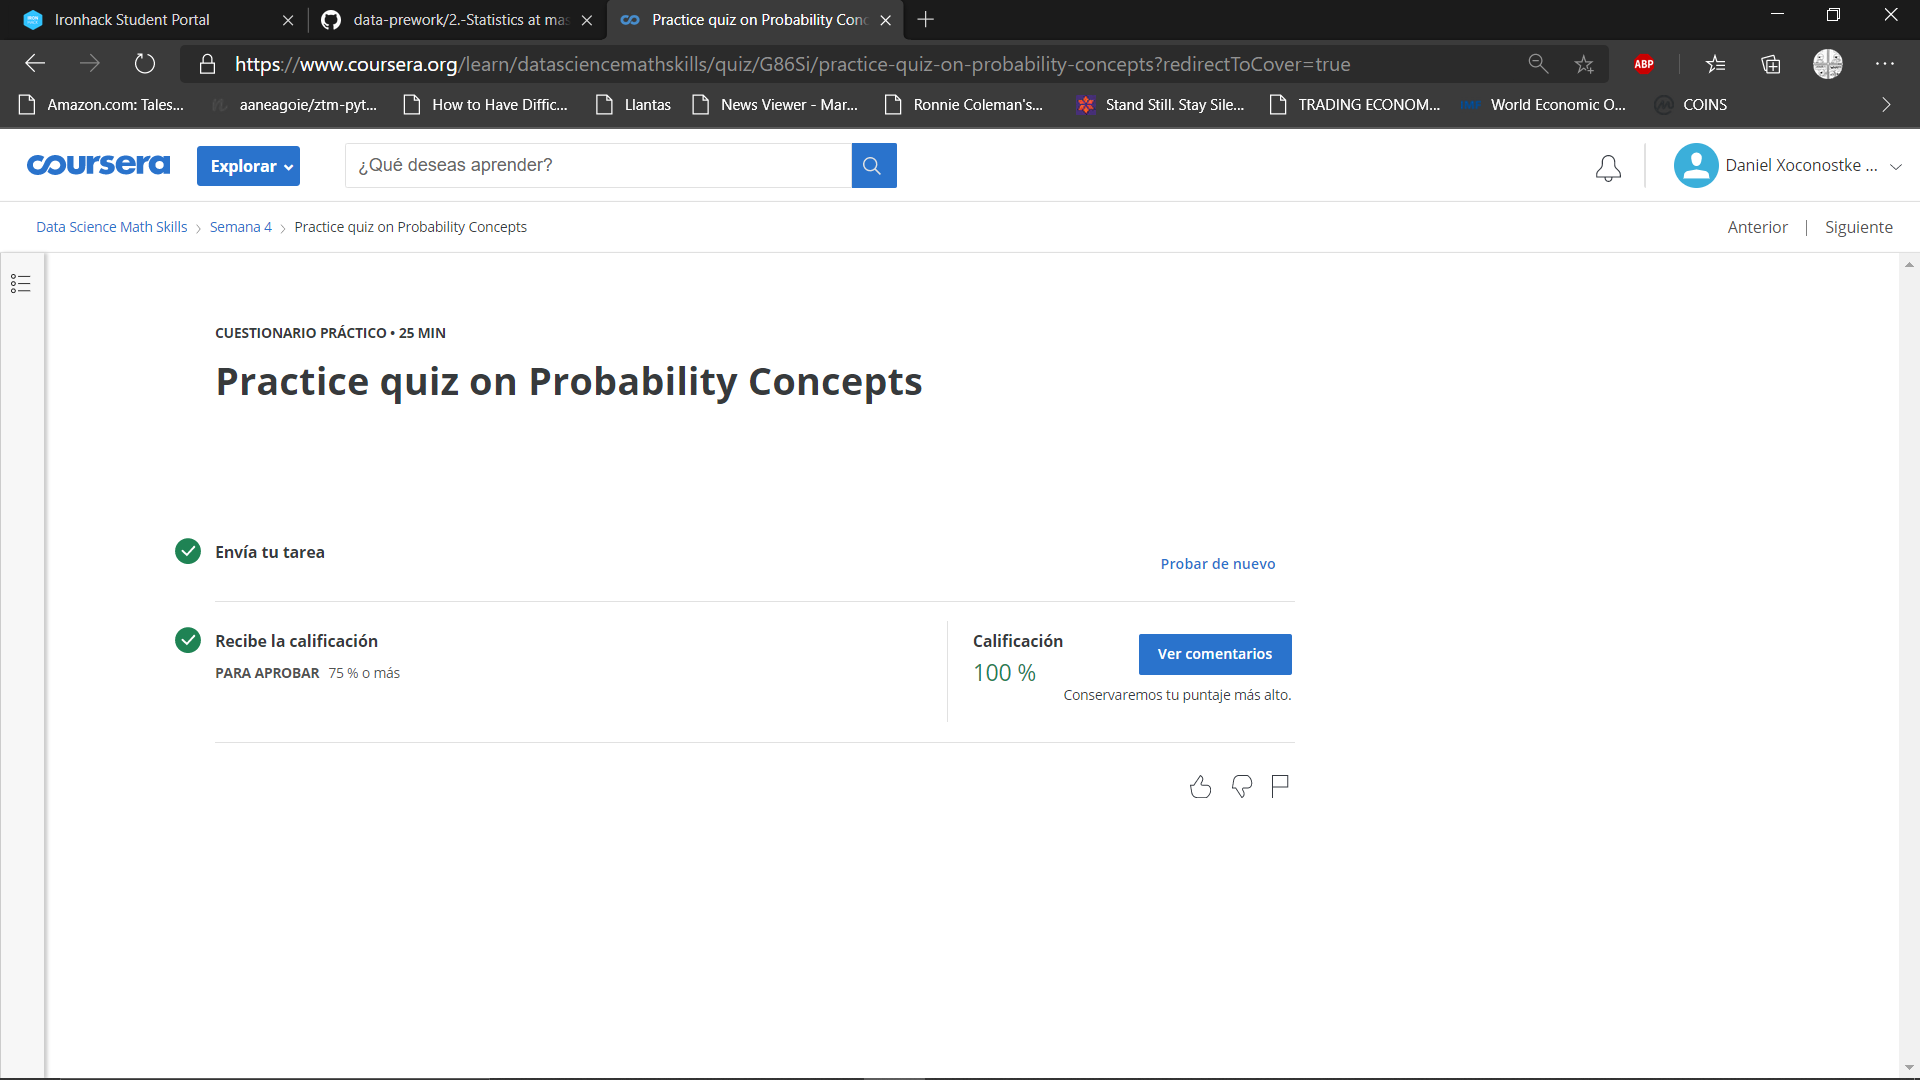 Ironhack Student Portal
data-prework/2.-Statistics at mas
Practice quiz on Probability Conc
https://www.coursera.org/learn/datasciencemathskills/quiz/G86Si/practice-quiz-on-probability-concepts?redirectToCover=true
ABP
Amazon.com: Tales...
aaneagoie/ztm-pyt...
How to Have Diffic...
Llantas
News Viewer - Mar...
Ronnie Coleman's...
Stand Still. Stay Sile...
TRADING ECONOM...
World Economic O...
COINS
coursera
Explorar
¿Qué deseas aprender?
Daniel Xoconostke ...
Data Science Math Skills
Semana 4
Practice quiz on Probability Concepts
Anterior | Siguiente
CUESTIONARIO PRÁCTICO • 25 MIN
Practice quiz on Probability Concepts
Envía tu tarea
Probar de nuevo
Recibe la calificación
PARA APROBAR 75 % o más
Calificación
100 %
Ver comentarios
Conservaremos tu puntaje más alto.